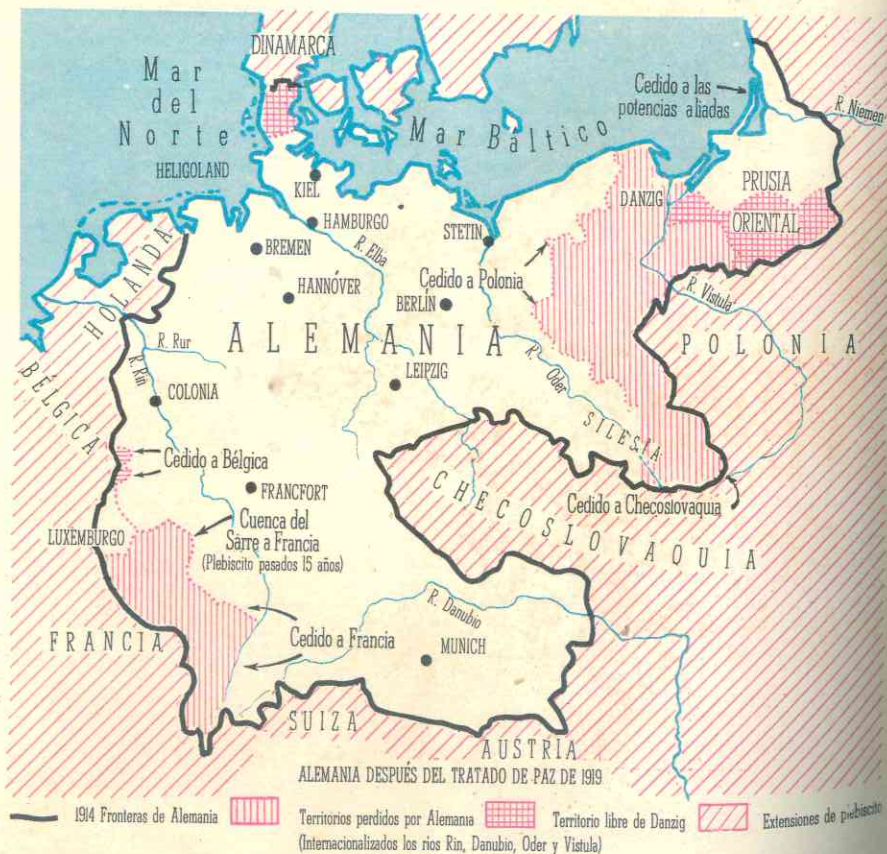 DINAMARCA
Mar
del
Norte
HELIGOLAND
Mar Báltico
Cedido a las
potencias aliadas
R. Niemen
KIEL
HAMBURGO
BREMEN
R. Elba
STETIN
DANZIG
PRUSIA
ORIENTAL
HOLANDA
HANNÓVER
Cedido a Polonia
BERLÍN
R. Vistula
ALEMANIA
POLONIA
R. Rur
R. Rin
R. Oder
LEIPZIG
COLONIA
BÉLGICA
SILESIA
Cedido a Bélgica
FRANCFORT
CHECOSLOVAQUIA
Cedido a Checoslovaquia
LUXEMBURGO
Cuenca del
Sarre a Francia
(Plebiscito pasados 15 años)
R. Danubio
FRANCIA
Cedido a Francia
MUNICH
SUIZA
AUSTRIA
ALEMANIA DESPUÉS DEL TRATADO DE PAZ DE 1919
1914 Fronteras de Alemania
Territorios perdidos por Alemania
Territorio libre de Danzig
Extensiones de plebiscito
(Internacionalizados los rios Rin, Danubio, Oder y Vistula)